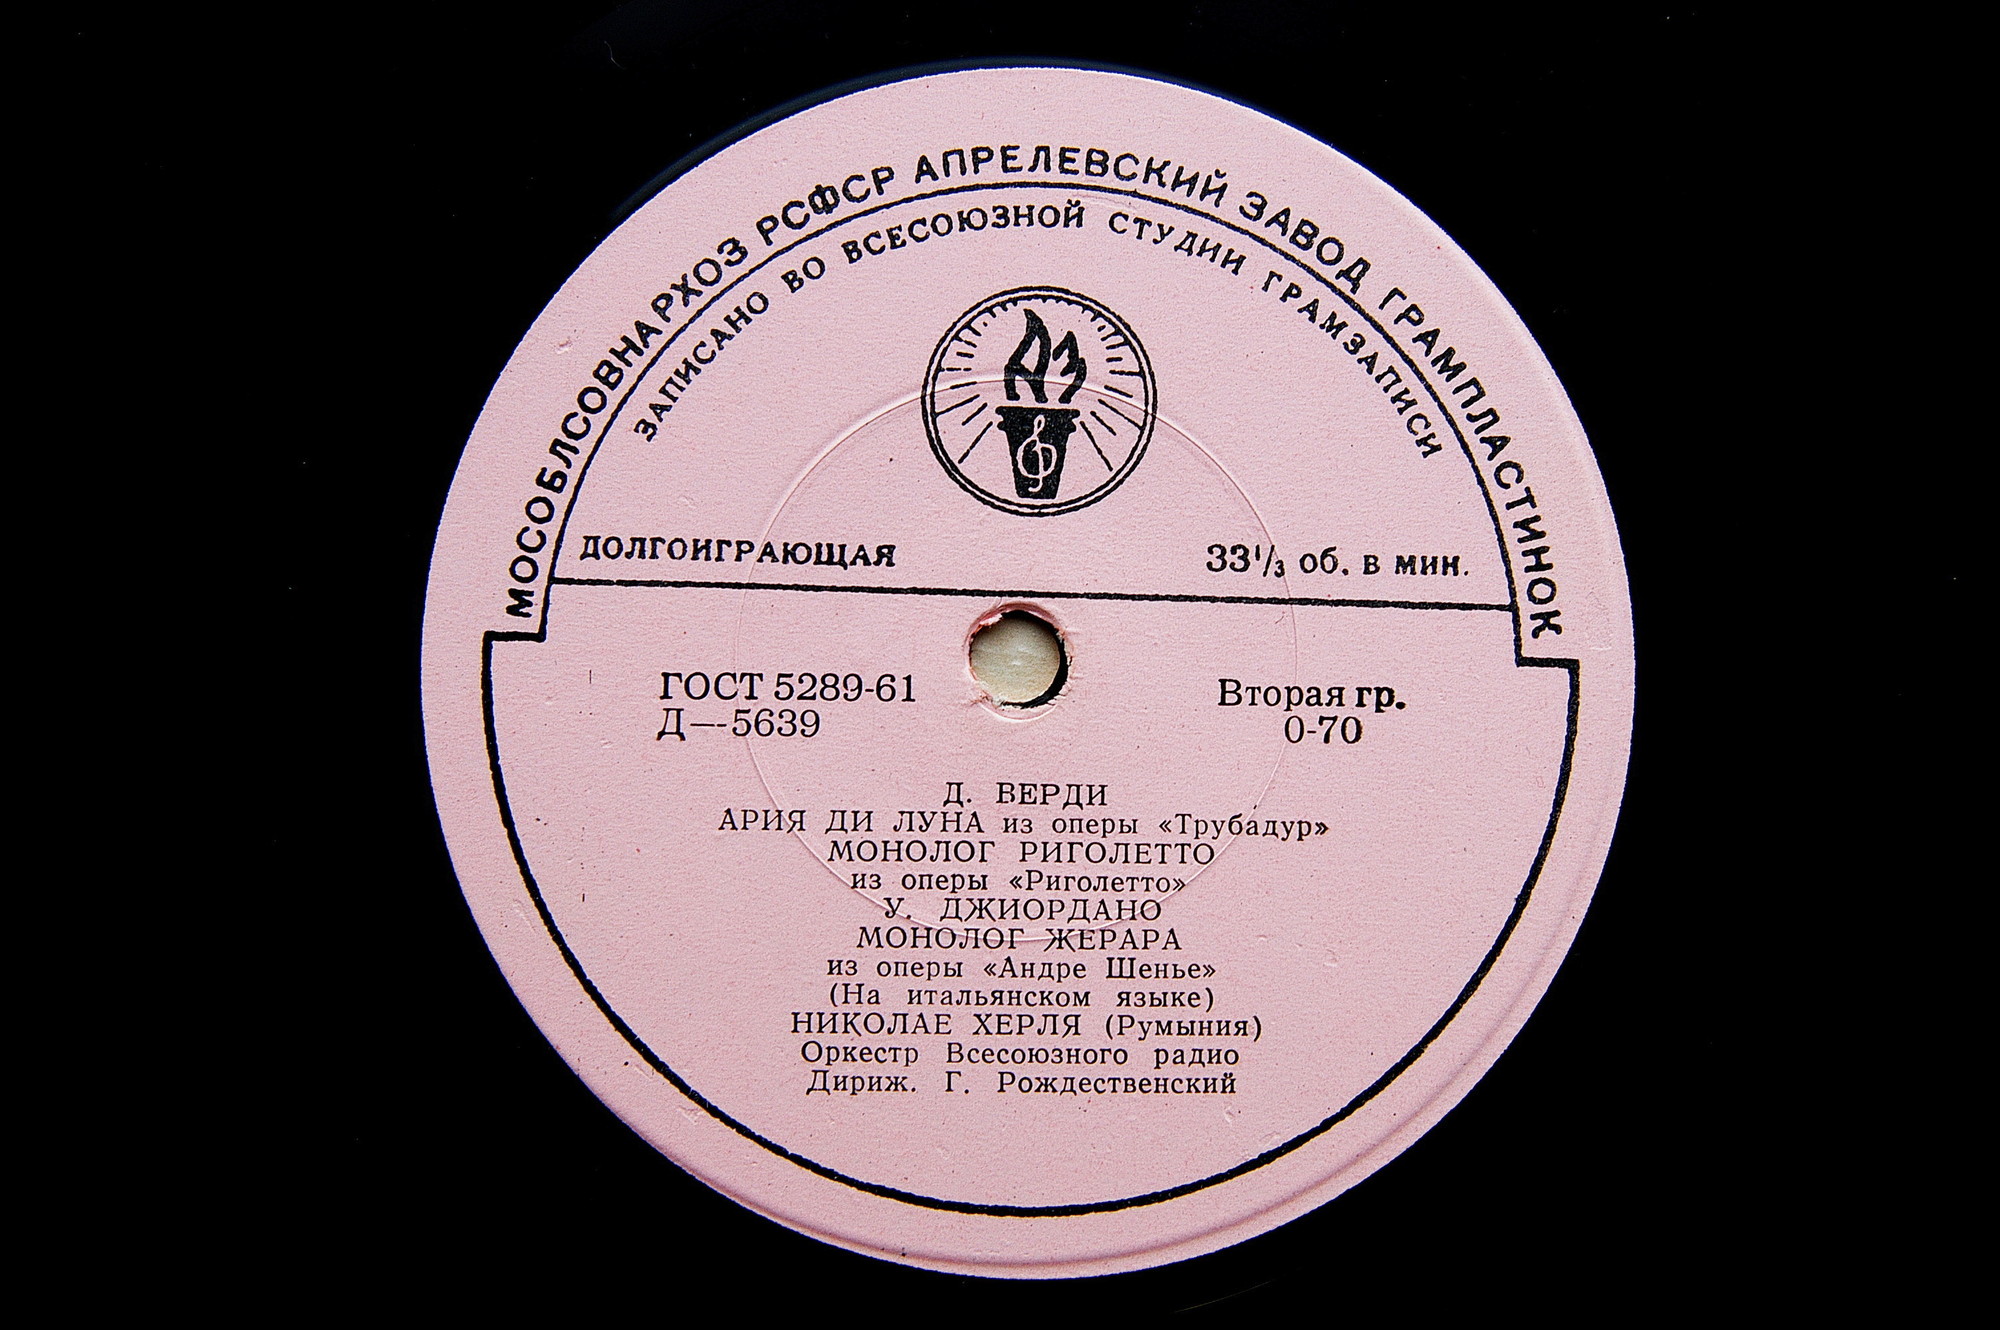 МОСОБЛСОВНАРХОЗ РСФСР АПРЕЛЕВСКИЙ ЗАВОД ГРАМПЛАСТИНОК
ЗАПИСАНО ВО ВСЕСОЮЗНОЙ СТУДИИ ГРАМЗАПИСИ
ДОЛГОИГРАЮЩАЯ 33 1/3 об. в мин.
ГОСТ 5289-61 Вторая гр.
Д—-5639 0-70
Д. ВЕРДИ
АРИЯ ДИ ЛУНА из оперы «Трубадур»
МОНОЛОГ РИГОЛЕТТО
из оперы «Риголетто»
У. ДЖИОРДАНО
МОНОЛОГ ЖЕРАРА
из оперы «Андре Шенье»
(На итальянском языке)
НИКОЛАЕ ХЕРЛЯ (Румыния)
Оркестр Всесоюзного радио
Дириж. Г. Рождественский